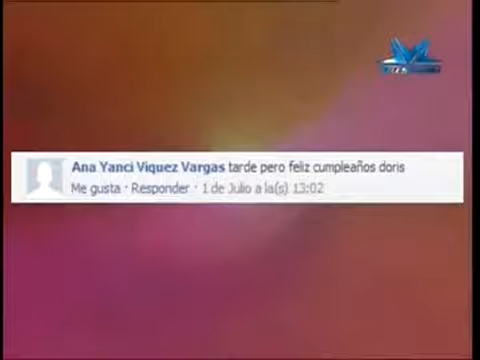 Ana Yanci Viquez Vargas tarde pero feliz cumpleaños doris
Me gusta · Responder · 1 de Julio a la(s) 13:02